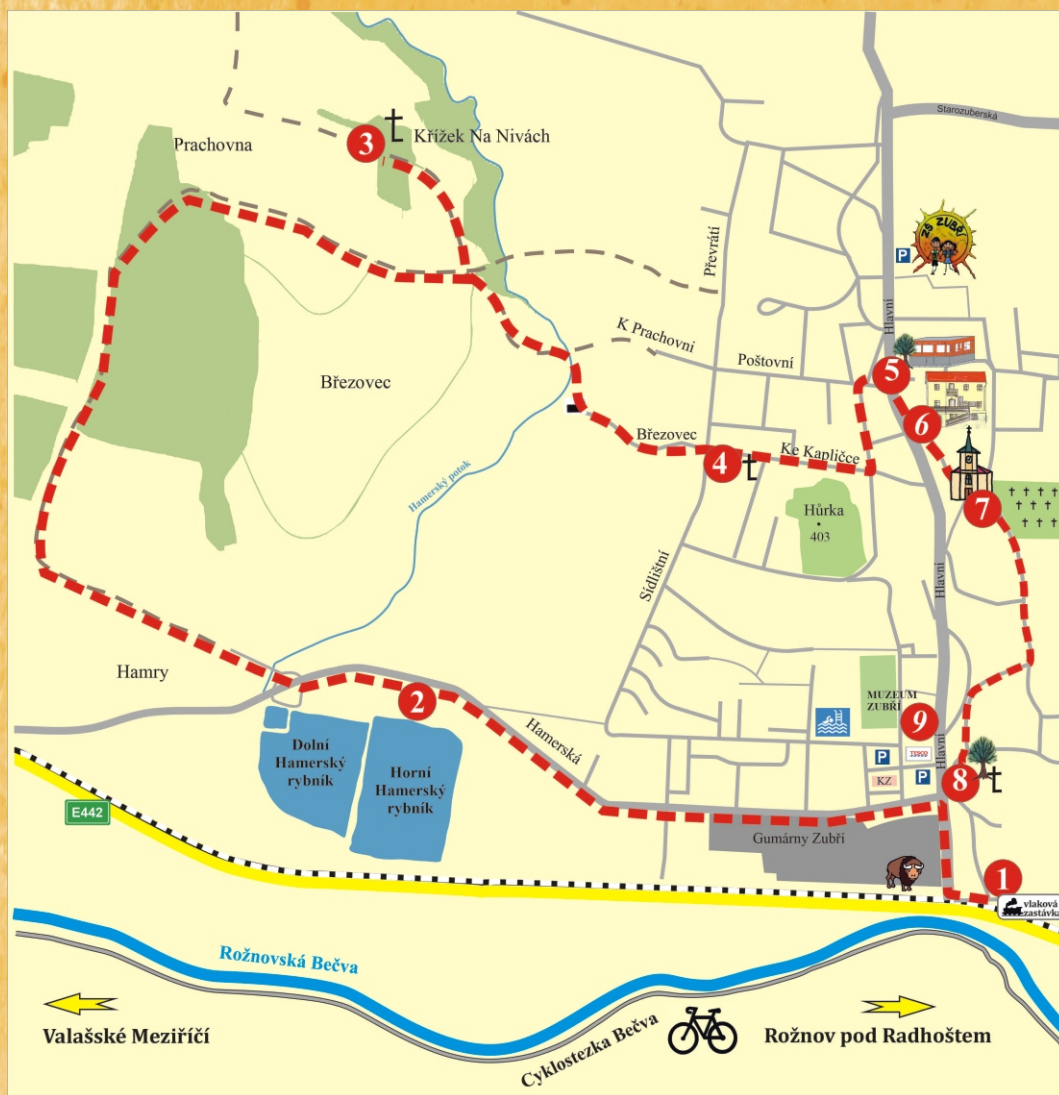 Starozuberská
3
Křížek Na Nivách
Prachovna
P
ZŠ ZUBŘÍ
Převrátí
Hlavní
K Prachovni
Poštovní
5
Březovec
6
Březovec
4
Ke Kapličce
7
Hamerský potok
Hůrka
403
Sídlištní
Hlavní
Hamry
2
MUZEUM
ZUBŘÍ
9
Hamerská
Hlavní
Dolní
Hamerský
rybník
Horní
Hamerský
rybník
P
TESCO
KZ
P
8
E442
Gumárny Zubří
1
vlaková
zastávka
Rožnovská Bečva
Valašské Meziříčí
Cyklostezka Bečva
Rožnov pod Radhoštem